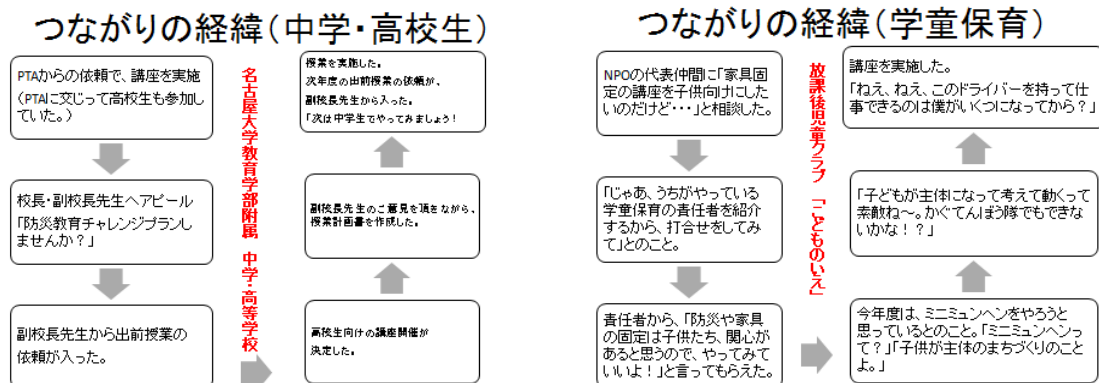 つながりの経緯（中学・高校生）
PTAからの依頼で、講座を実施
（PTAに交じって高校生も参加し
ていた。）
校長・副校長先生へアピール
「防災教育チャレンジプランし
ませんか？」
副校長先生から出前授業の
依頼が入った。
名古屋大学教育学部附属　中学・高等学校
高校生向けの講座開催が
決定した。
副校長先生のご意見を頂きながら、
授業計画書を作成した。
授業を実施した。
次年度の出前授業の依頼が、
副校長先生から入った。
「次は中学生でやってみましょう！
つながりの経緯（学童保育）
NPOの代表仲間に「家具固
定の講座を子供向けにした
いのだけど・・・」と相談した。
「じゃあ、うちがやっている
学童保育の責任者を紹介
するから、打合せをしてみ
て」とのこと。
責任者から、「防災や家具
の固定は子供たち、関心が
あると思うので、やってみて
いいよ！」と言ってもらえた。
放課後児童クラブ　「こどものいえ」
今年度は、ミニミュンヘンをやろうと
思っているとのこと。「ミニミュンヘンっ
て？」「子供が主体のまちづくりのこと
よ。」
「子どもが主体になって考えて動くって
素敵ね～。かぐてんぼう隊でもできな
いかな！？」
講座を実施した。
「ねえ、ねえ、このドライバーを持って仕
事できるのは僕がいくつになってから？」